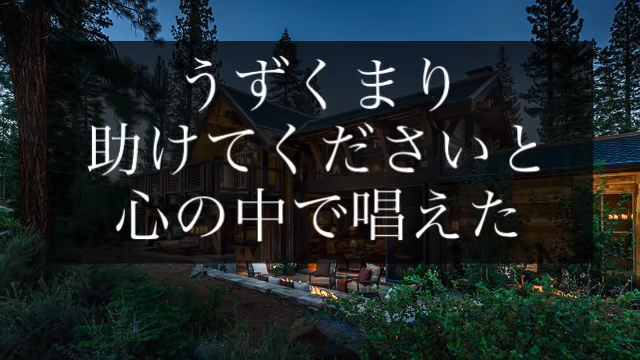 うずくまり
助けてくださいと
心の中で唱えた